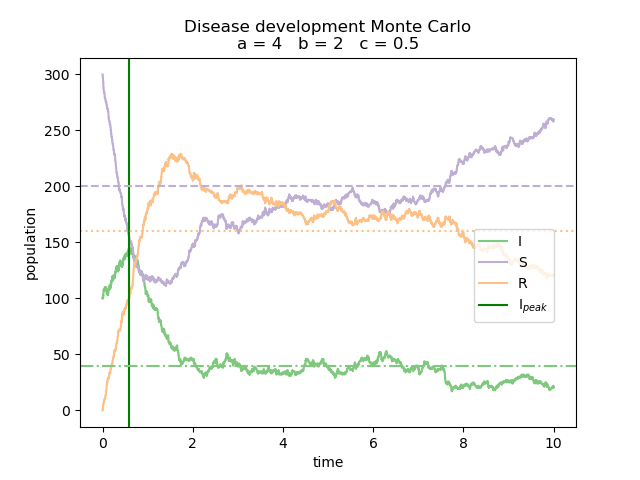 Disease development Monte Carlo
a = 4   b = 2   c = 0.5
300
250
200
150
100
50
0
population
I
S
R
I_peak
0 2 4 6 8 10
time